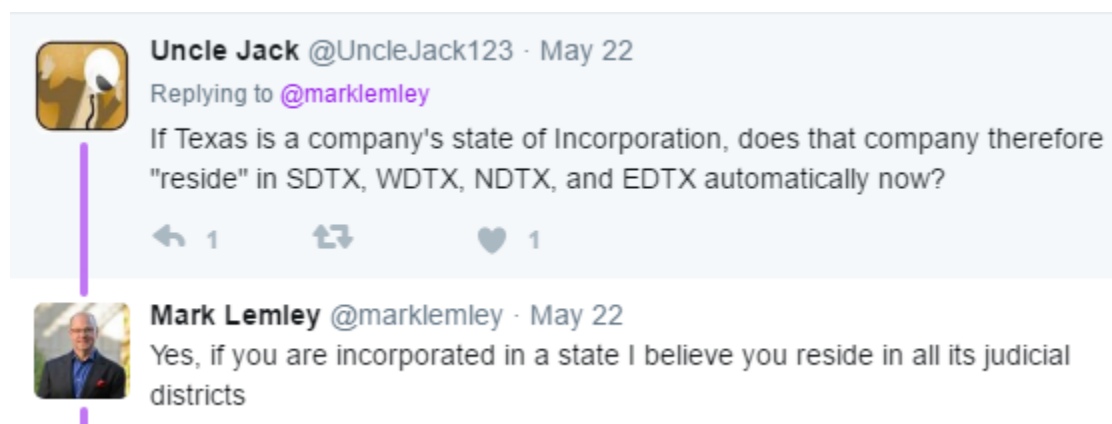 Uncle Jack @UncleJack123 · May 22
Replying to @marklemley
If Texas is a company's state of Incorporation, does that company therefore
"reside" in SDTX, WDTX, NDTX, and EDTX automatically now?
1 1
Mark Lemley @marklemley · May 22
Yes, if you are incorporated in a state I believe you reside in all its judicial
districts